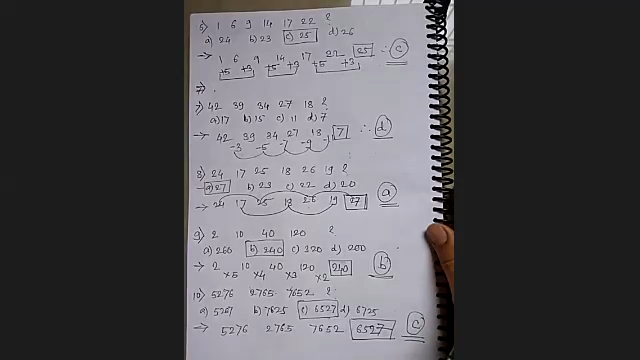 5) 1 6 9 14 17 22 ?
a) 24 b) 23 c) 25 d) 26
→ 1 6 9 14 17 22 25 ∴ c
+5 +3 +5 +3 +5 +3
7) 42 39 34 27 18 ?
a) 17 b) 15 c) 11 d) 7
→ 42 39 34 27 18 7 ∴ d
-3 -5 -7 -9 -11
8) 24 17 25 18 26 19 ?
a) 27 b) 23 c) 22 d) 20
→ 24 17 25 18 26 19 27 a
9) 2 10 40 120 ?
a) 260 b) 240 c) 120 d) 200
→ 2 10 40 120 240 b
×5 ×4 ×3 ×2
10) 5276 2765 7652 ?
a) 5267 b) 7625 c) 6527 d) 6725
→ 5276 2765 7652 6527 c